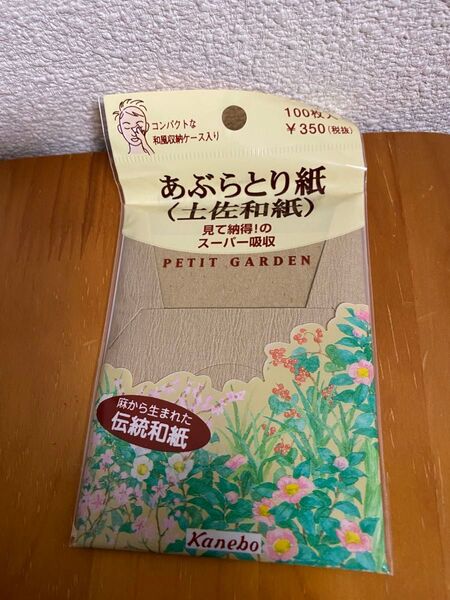 コンパクトな
和風収納ケース入り
100枚入
￥350(税抜)
あぶらとり紙
(土佐和紙)
見て納得!の
スーパー吸収
PETIT GARDEN
麻から生まれた
伝統和紙
Kanebo